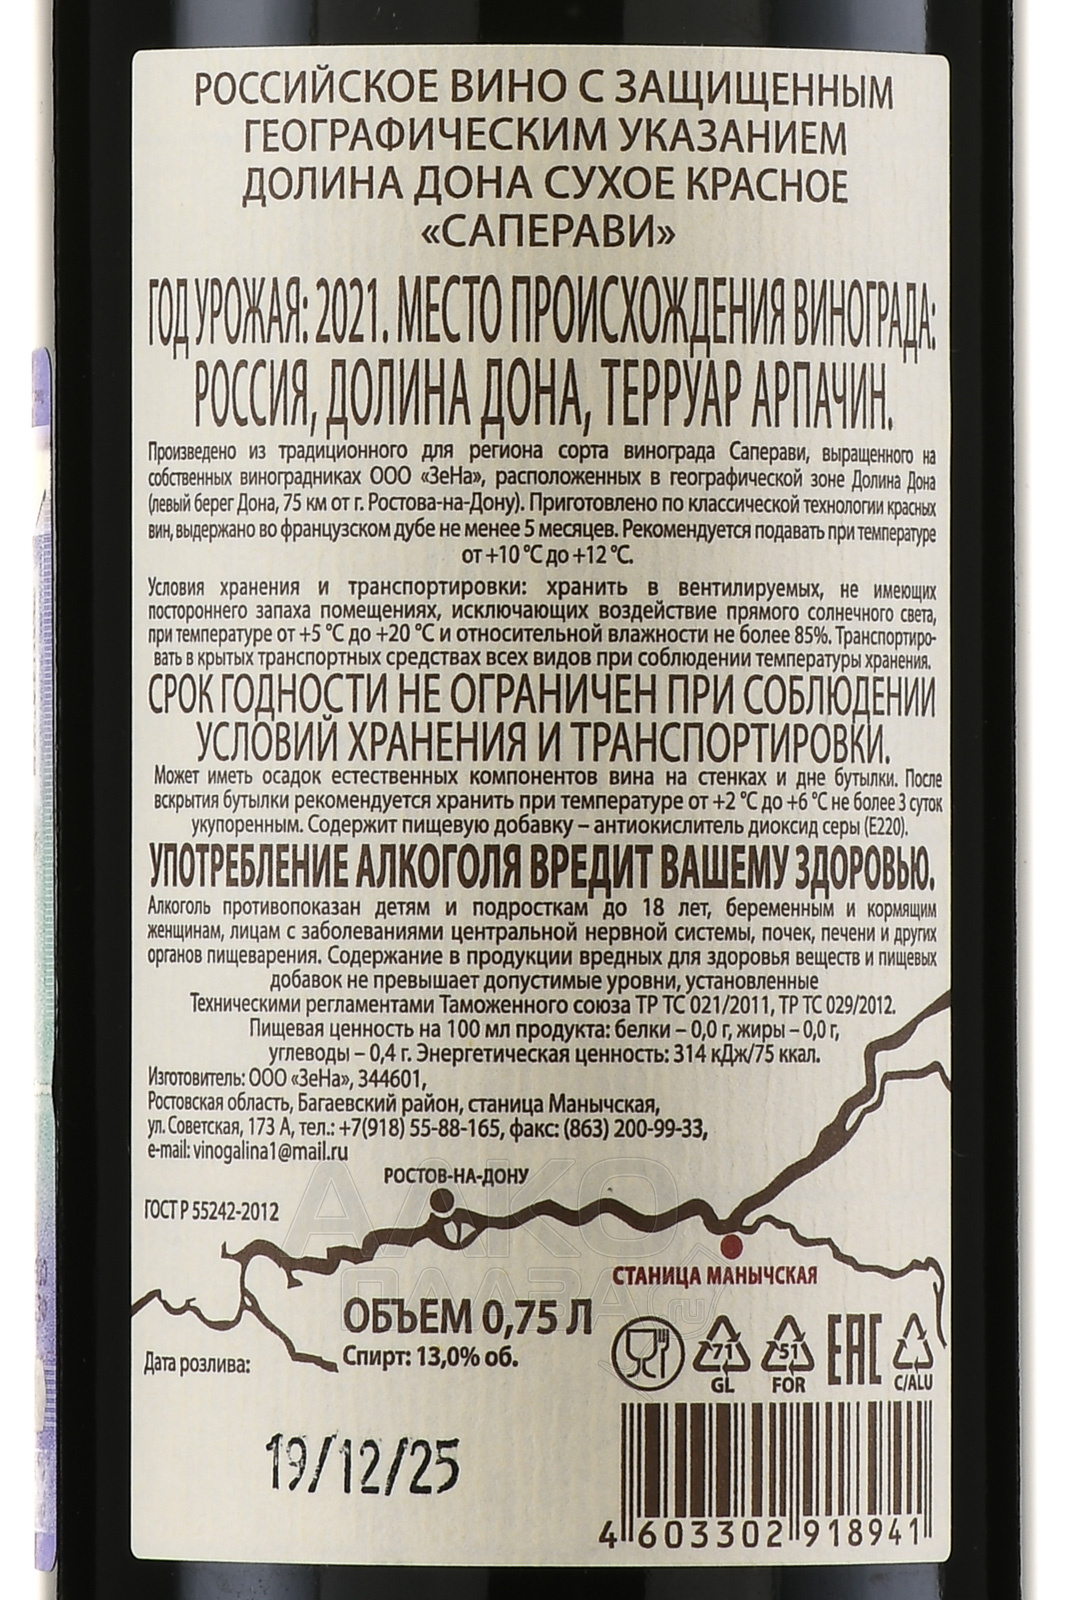 РОССИЙСКОЕ ВИНО С ЗАЩИЩЕННЫМ
ГЕОГРАФИЧЕСКИМ УКАЗАНИЕМ
ДОЛИНА ДОНА СУХОЕ КРАСНОЕ
«САПЕРАВИ»
ГОД УРОЖАЯ: 2021. МЕСТО ПРОИСХОЖДЕНИЯ ВИНОГРАДА:
РОССИЯ, ДОЛИНА ДОНА, ТЕРРУАР АРПАЧИН.
Произведено из традиционного для региона сорта винограда Саперави, выращенного на
собственных виноградниках ООО «ЗеНа», расположенных в географической зоне Долина Дона
(левый берег Дона, 75 км от г. Ростова-на-Дону). Приготовлено по классической технологии красных
вин, выдержано во французском дубе не менее 5 месяцев. Рекомендуется подавать при температуре
от +10 °С до +12 °С.
Условия хранения и транспортировки: хранить в вентилируемых, не имеющих
постороннего запаха помещениях, исключающих воздействие прямого солнечного света,
при температуре от +5 °С до +20 °С и относительной влажности не более 85%. Транспортиро-
вать в крытых транспортных средствах всех видов при соблюдении температуры хранения.
СРОК ГОДНОСТИ НЕ ОГРАНИЧЕН ПРИ СОБЛЮДЕНИИ
УСЛОВИЙ ХРАНЕНИЯ И ТРАНСПОРТИРОВКИ.
Может иметь осадок естественных компонентов вина на стенках и дне бутылки. После
вскрытия бутылки рекомендуется хранить при температуре от +2 °С до +6 °С не более 3 суток
укупоренным. Содержит пищевую добавку – антиокислитель диоксид серы (Е220).
УПОТРЕБЛЕНИЕ АЛКОГОЛЯ ВРЕДИТ ВАШЕМУ ЗДОРОВЬЮ.
Алкоголь противопоказан детям и подросткам до 18 лет, беременным и кормящим
женщинам, лицам с заболеваниями центральной нервной системы, почек, печени и других
органов пищеварения. Содержание в продукции вредных для здоровья веществ и пищевых
добавок не превышает допустимые уровни, установленные
Техническими регламентами Таможенного союза ТР ТС 021/2011, ТР ТС 029/2012.
Пищевая ценность на 100 мл продукта: белки – 0,0 г, жиры – 0,0 г,
углеводы – 0,4 г. Энергетическая ценность: 314 кДж/75 ккал.
Изготовитель: ООО «ЗеНа», 344601,
Ростовская область, Багаевский район, станица Манычская,
ул. Советская, 173 А, тел.: +7(918) 55-88-165, факс: (863) 200-99-33,
e-mail: vinogalina1@mail.ru
РОСТОВ-НА-ДОНУ
ГОСТ Р 55242-2012
СТАНИЦА МАНЫЧСКАЯ
АЛКО
ПЛАЗА.ru
ОБЪЕМ 0,75 Л
Спирт: 13,0% об.
Дата розлива:
71 51 ЕАС
GL FOR C/ALU
19/12/25
4 603302 918941